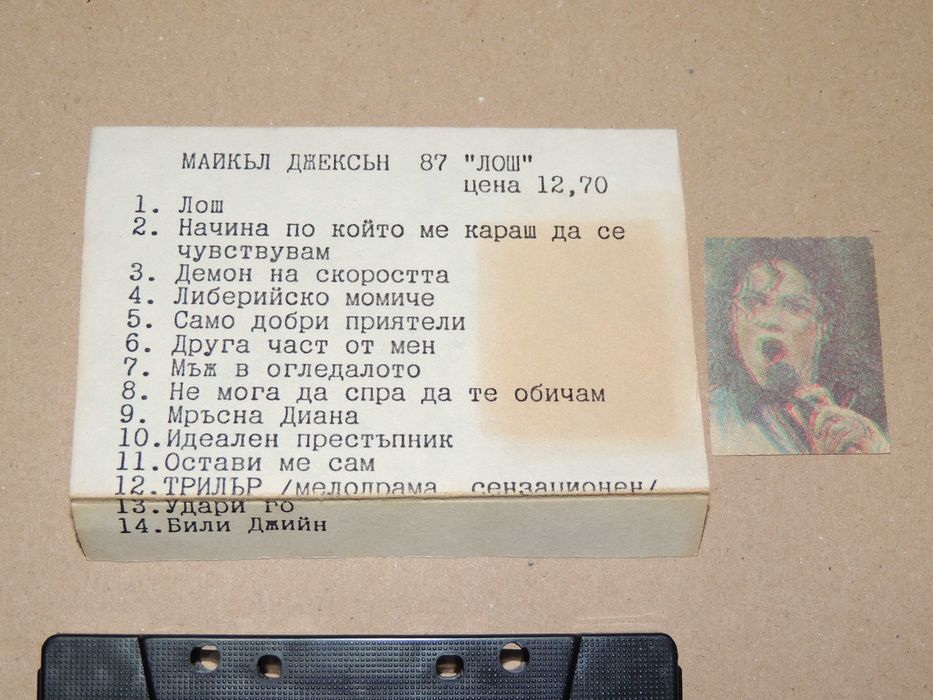 МАЙКЪЛ ДЖЕКСЪН 87 "ЛОШ"
цена 12,70
1. Лош
2. Начина по който ме караш да се
чувствувам
3. Демон на скоростта
4. Либерийско момиче
5. Само добри приятели
6. Друга част от мен
7. Мъж в огледалото
8. Не мога да спра да те обичам
9. Мръсна Диана
10.Идеален престъпник
11.Остави ме сам
12.ТРИЛЪР /мелодрама сензационен/
13.Удари го
14.Били Джийн